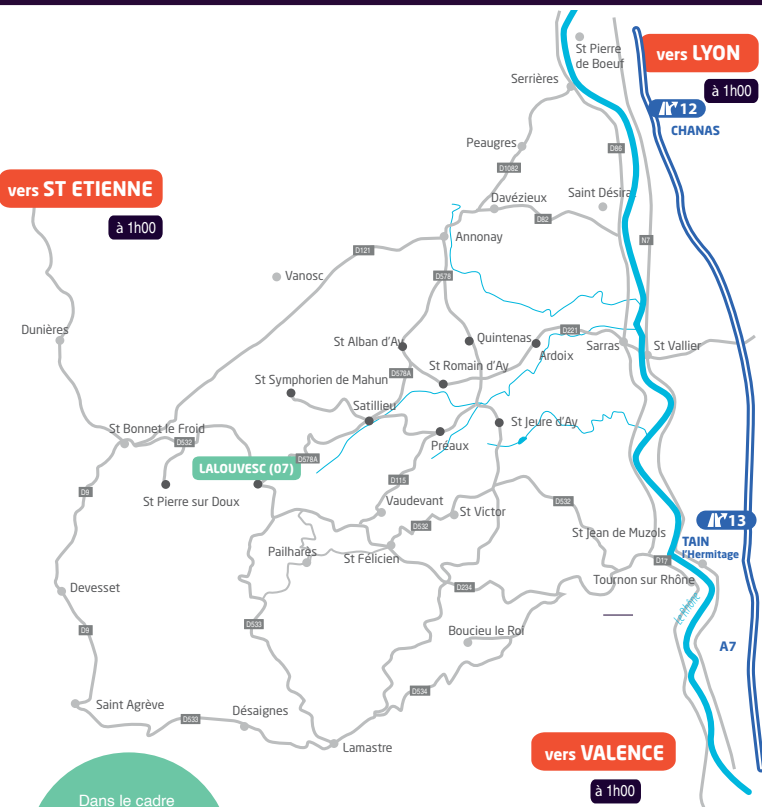 St Pierre
de Boeuf
vers LYON
à 1h00
Serrières
12
CHANAS
Peaugres
D86
D1082
vers ST ETIENNE
à 1h00
Davézieux
Saint Désira
D82
Annonay
N7
D121
D578
Vanosc
Dunières
St Alban d'Ay
Quintenas
D221
Ardoix
Sarras
St Vallier
St Romain d'Ay
D578A
St Symphorien de Mahun
Satillieu
St Jeure d'Ay
St Bonnet le Froid
D532
Préaux
LALOUVESC (07)
D578A
D115
D9
St Pierre sur Doux
Vaudevant
St Victor
D532
D532
13
St Jean de Muzols
TAIN
l'Hermitage
Pailharès
St Félicien
D17
Tournon sur Rhône
Devesset
D234
Le Rhône
D533
D9
Boucieu le Roi
A7
D534
Saint Agrève
Désaignes
D533
Lamastre
vers VALENCE
à 1h00
Dans le cadre